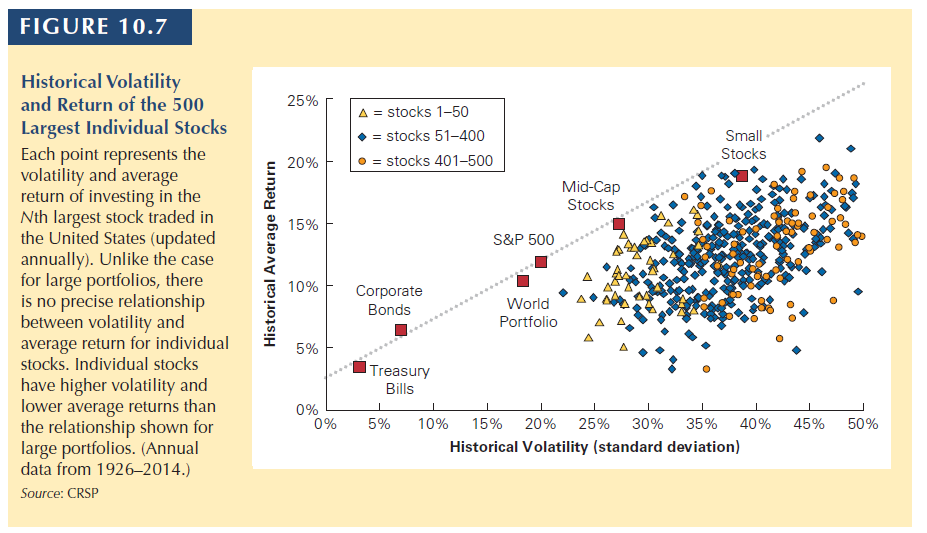 FIGURE 10.7
Historical Volatility
and Return of the 500
Largest Individual Stocks
Each point represents the
volatility and average
return of investing in the
Nth largest stock traded in
the United States (updated
annually). Unlike the case
for large portfolios, there
is no precise relationship
between volatility and
average return for individual
stocks. Individual stocks
have higher volatility and
lower average returns than
the relationship shown for
large portfolios. (Annual
data from 1926–2014.)
Source: CRSP
Historical Average Return
25%
20%
15%
10%
5%
0%
= stocks 1–50
= stocks 51–400
= stocks 401–500
Small
Stocks
Mid-Cap
Stocks
S&P 500
World
Portfolio
Corporate
Bonds
Treasury
Bills
0% 5% 10% 15% 20% 25% 30% 35% 40% 45% 50%
Historical Volatility (standard deviation)